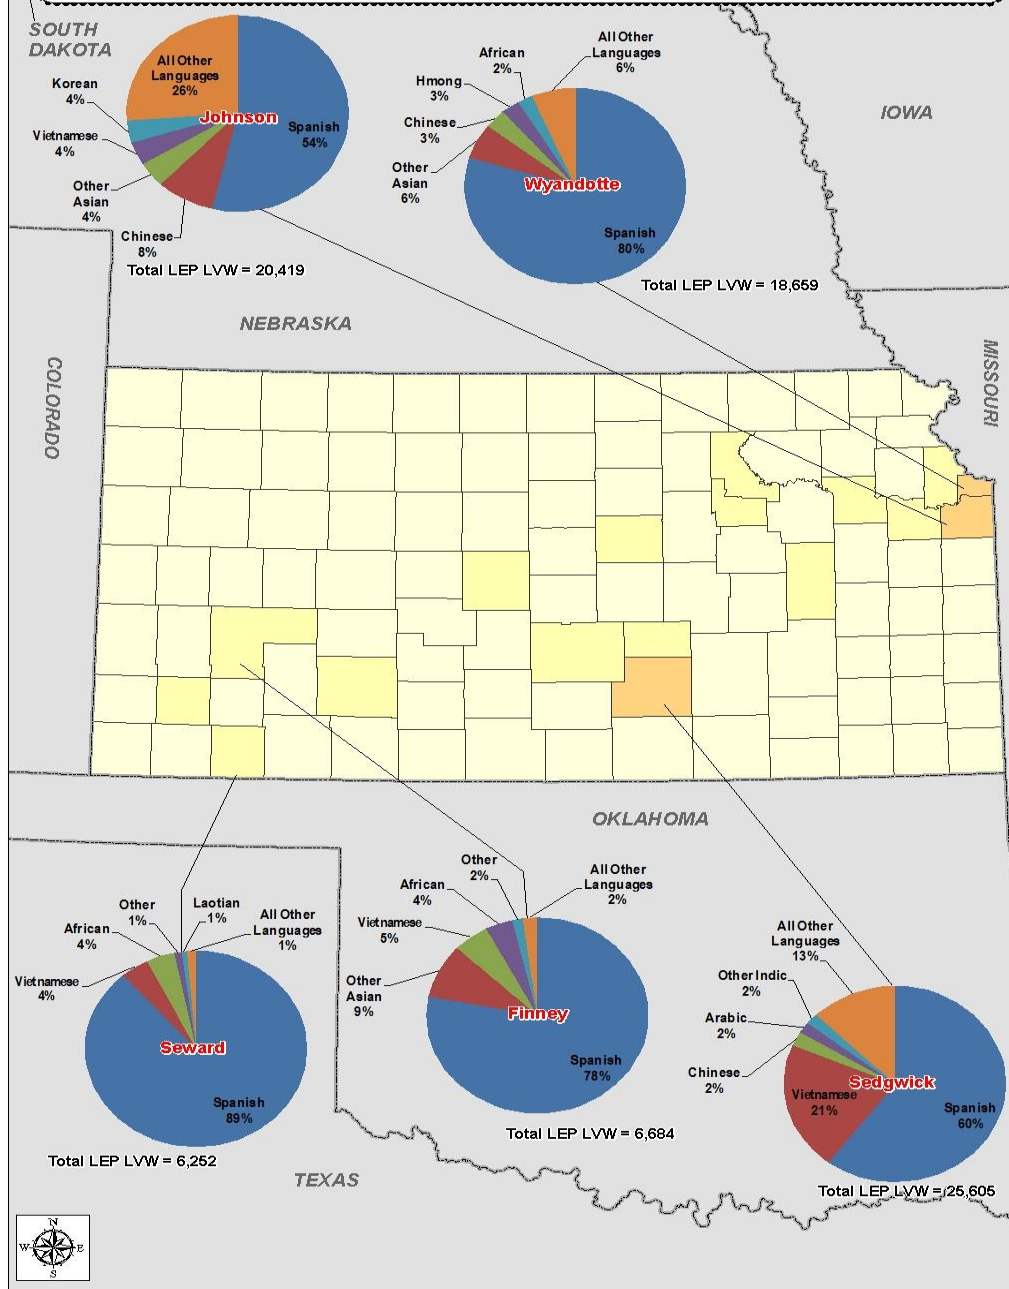 SOUTH
DAKOTA
All Other
Languages
26%
Korean
4%
Johnson
Spanish
54%
Vietnamese
4%
Other
Asian
4%
Chinese
8%
Total LEP LVW = 20,419
African
2%
All Other
Languages
6%
Hmong
3%
Chinese
3%
Other
Asian
6%
Wyandotte
Spanish
80%
Total LEP LVW = 18,659
IOWA
NEBRASKA
COLORADO
MISSOURI
OKLAHOMA
Other
1%
Laotian
1%
All Other
Languages
1%
African
4%
Vietnamese
4%
Seward
Spanish
89%
Total LEP LVW = 6,252
Other
2%
All Other
Languages
2%
African
4%
Vietnamese
5%
Other
Asian
9%
Finney
Spanish
78%
Total LEP LVW = 6,684
All Other
Languages
13%
Other Indic
2%
Arabic
2%
Chinese
2%
Sedgwick
Vietnamese
21%
Spanish
60%
Total LEP LVW = 25,605
TEXAS
N
W
E
S